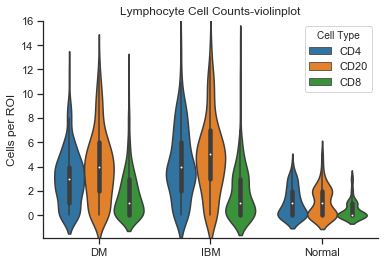 Lymphocyte Cell Counts-violinplot
Cell Type
CD4
CD20
CD8
Cells per ROI
16
14
12
10
8
6
4
2
0
DM
IBM
Normal